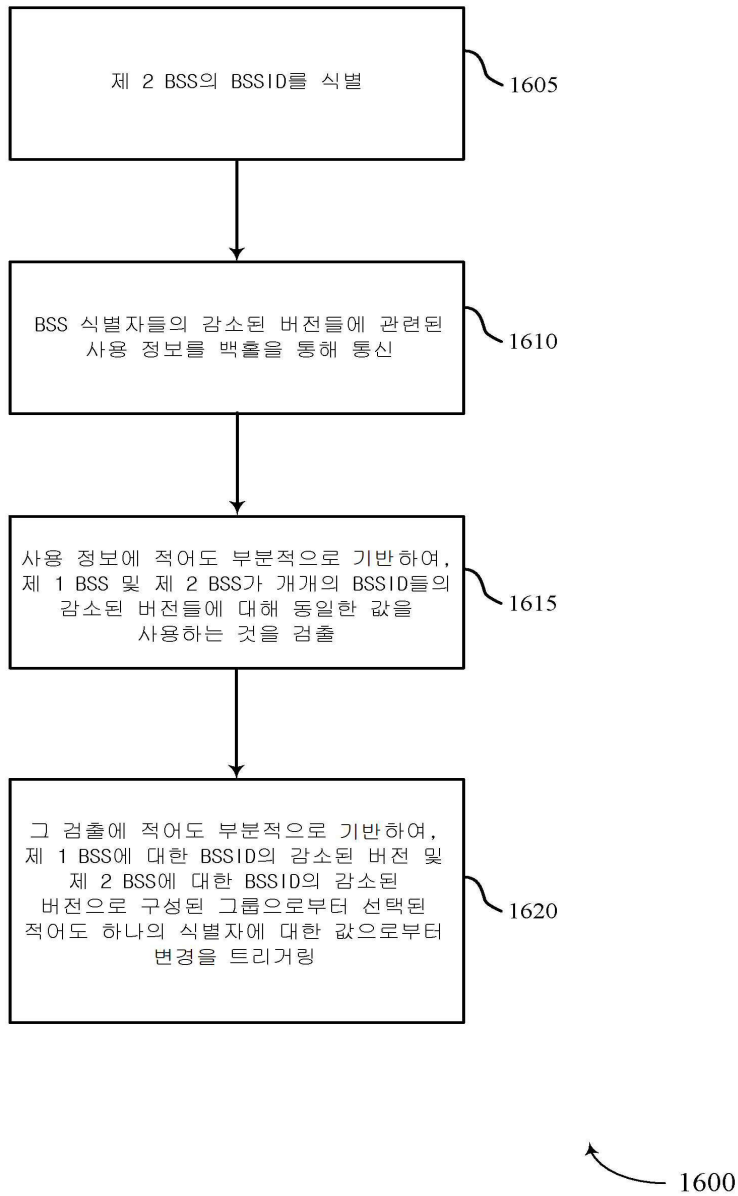 제 2 BSS의 BSSID를 식별
1605
BSS 식별자들의 감소된 버전들에 관련된
사용 정보를 백홀을 통해 통신
1610
사용 정보에 적어도 부분적으로 기반하여,
제 1 BSS 및 제 2 BSS가 개개의 BSSID들의
감소된 버전들에 대해 동일한 값을
사용하는 것을 검출
1615
그 검출에 적어도 부분적으로 기반하여,
제 1 BSS에 대한 BSSID의 감소된 버전 및
제 2 BSS에 대한 BSSID의 감소된
버전으로 구성된 그룹으로부터 선택된
적어도 하나의 식별자에 대한 값으로부터
변경을 트리거링
1620
1600